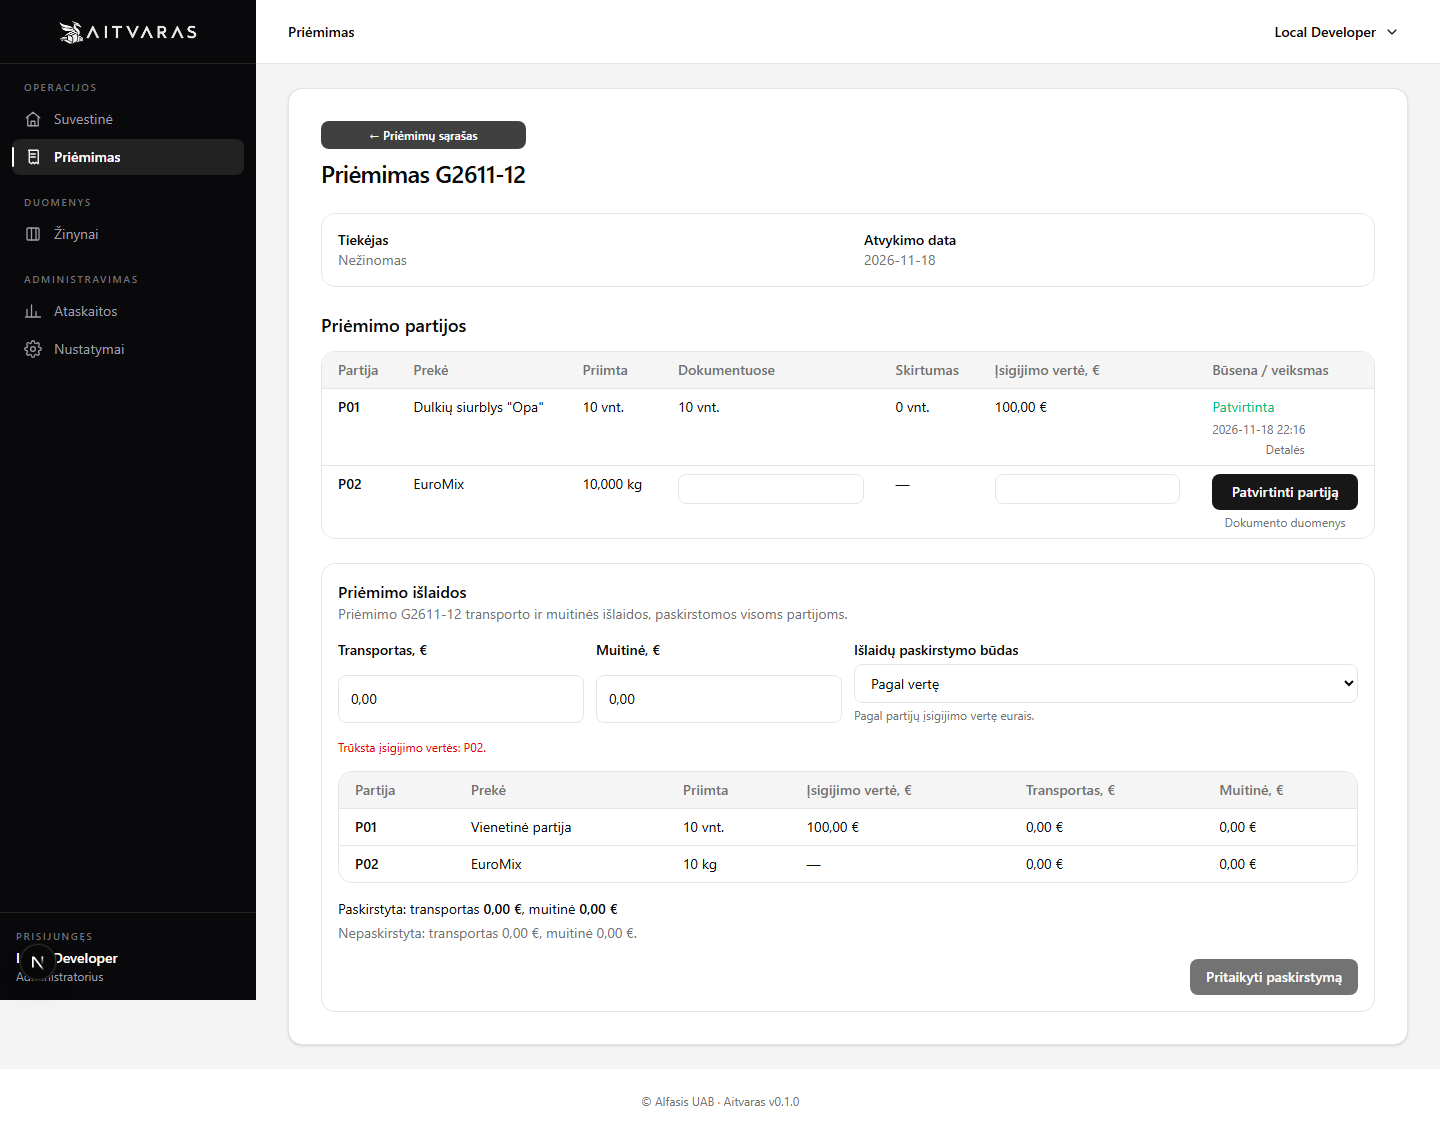 AITVARAS
Priėmimas
Local Developer
OPERACIJOS
Suvestinė
Priėmimas
DUOMENYS
Žinynai
ADMINISTRAVIMAS
Ataskaitos
Nustatymai
PRISIJUNGĘS
Developer
N
← Priėmimų sąrašas
Priėmimas G2611-12
Tiekėjas
Atvykimo data
Nežinomas
2026-11-18
Priėmimo partijos
Partija Prekė Priimta Dokumentuose Skirtumas Įsigijimo vertė, € Būsena / veiksmas
P01 Dulkių siurblys "Opa" 10 vnt. 10 vnt. 0 vnt. 100,00 € Patvirtinta
2026-11-18 22:16
Detalės
P02 EuroMix 10,000 kg — Patvirtinti partiją
Dokumento duomenys
Priėmimo išlaidos
Priėmimo G2611-12 transporto ir muitinės išlaidos, paskirstomos visoms partijoms.
Transportas, € Muitinė, € Išlaidų paskirstymo būdas
0,00 0,00 Pagal vertę
Pagal partijų įsigijimo vertę eurais.
Trūksta įsigijimo vertės: P02.
Partija Prekė Priimta Įsigijimo vertė, € Transportas, € Muitinė, €
P01 Vienetinė partija 10 vnt. 100,00 € 0,00 € 0,00 €
P02 EuroMix 10 kg — 0,00 € 0,00 €
Paskirstyta: transportas 0,00 €, muitinė 0,00 €
Nepaskirstyta: transportas 0,00 €, muitinė 0,00 €.
Pritaikyti paskirstymą
© Alfasis UAB · Aitvaras v0.1.0